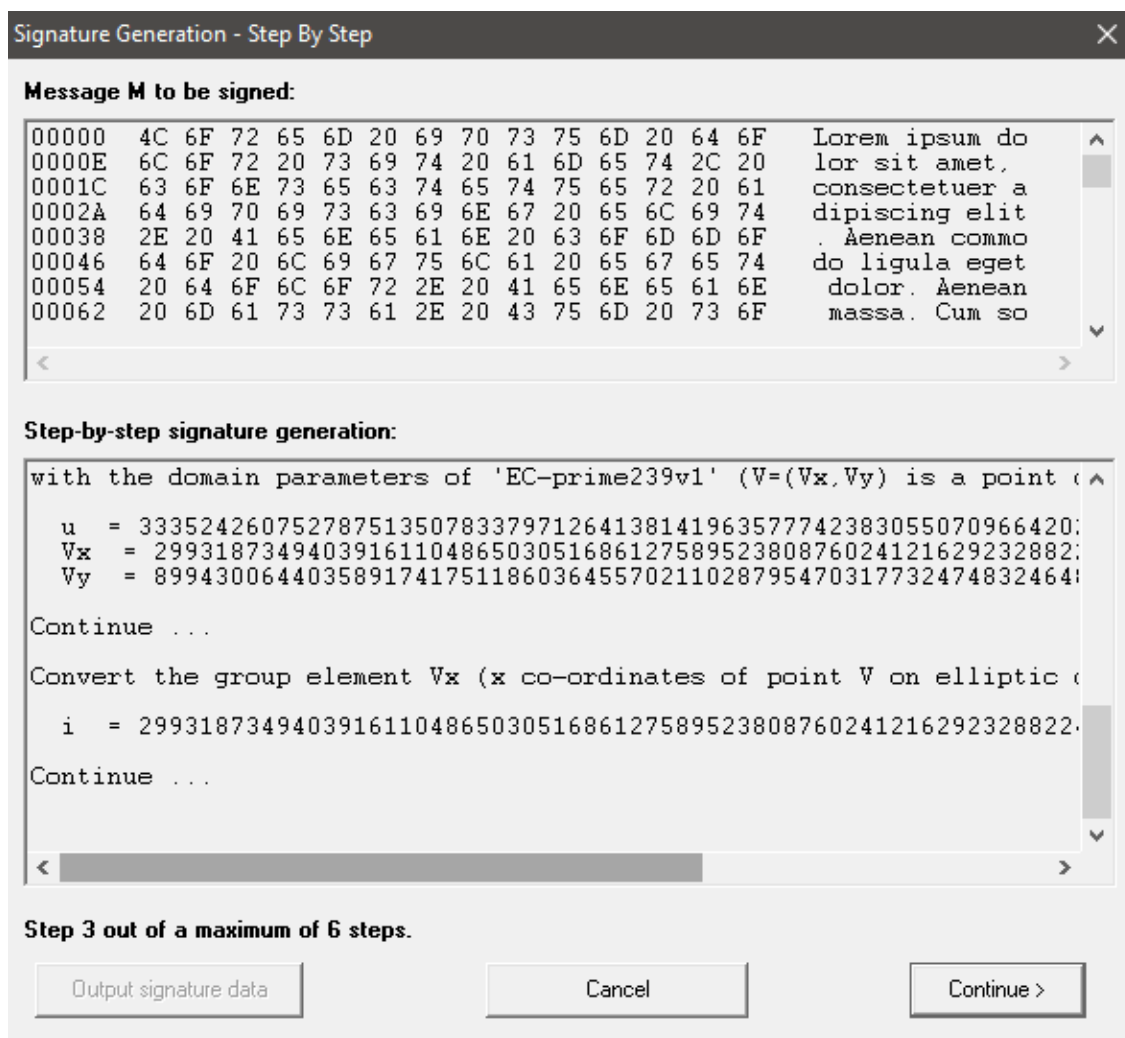 Signature Generation - Step By Step
Message M to be signed:
00000 4C 6F 72 65 6D 20 69 70 73 75 6D 20 64 6F Lorem ipsum do
0000E 6C 6F 72 20 73 69 74 20 61 6D 65 74 2C 20 lor sit amet,
0001C 63 6F 6E 73 65 63 74 65 74 75 65 72 20 61 consectetuer a
0002A 64 69 70 69 73 63 69 6E 67 20 65 6C 69 74 dipiscing elit
00038 2E 20 41 65 6E 65 61 6E 20 63 6F 6D 6D 6F . Aenean commo
00046 64 6F 20 6C 69 67 75 6C 61 20 65 67 65 74 do ligula eget
00054 20 64 6F 6C 6F 72 2E 20 41 65 6E 65 61 6E dolor. Aenean
00062 20 6D 61 73 73 61 2E 20 43 75 6D 20 73 6F massa. Cum so
Step-by-step signature generation:
with the domain parameters of 'EC-prime239v1' (V=(Vx,Vy) is a point
u = 33352426075278751350783379712641381419635777423830550709664202
Vx = 2993187349403916110486503051686127589523808760241216292328822
Vy = 8994300644035891741751186036455702110287954703177324748324648
Continue ...
Convert the group element Vx (x co-ordinates of point V on elliptic
i = 29931873494039161104865030516861275895238087602412162923288224
Continue ...
Step 3 out of a maximum of 6 steps.
Output signature data
Cancel
Continue >